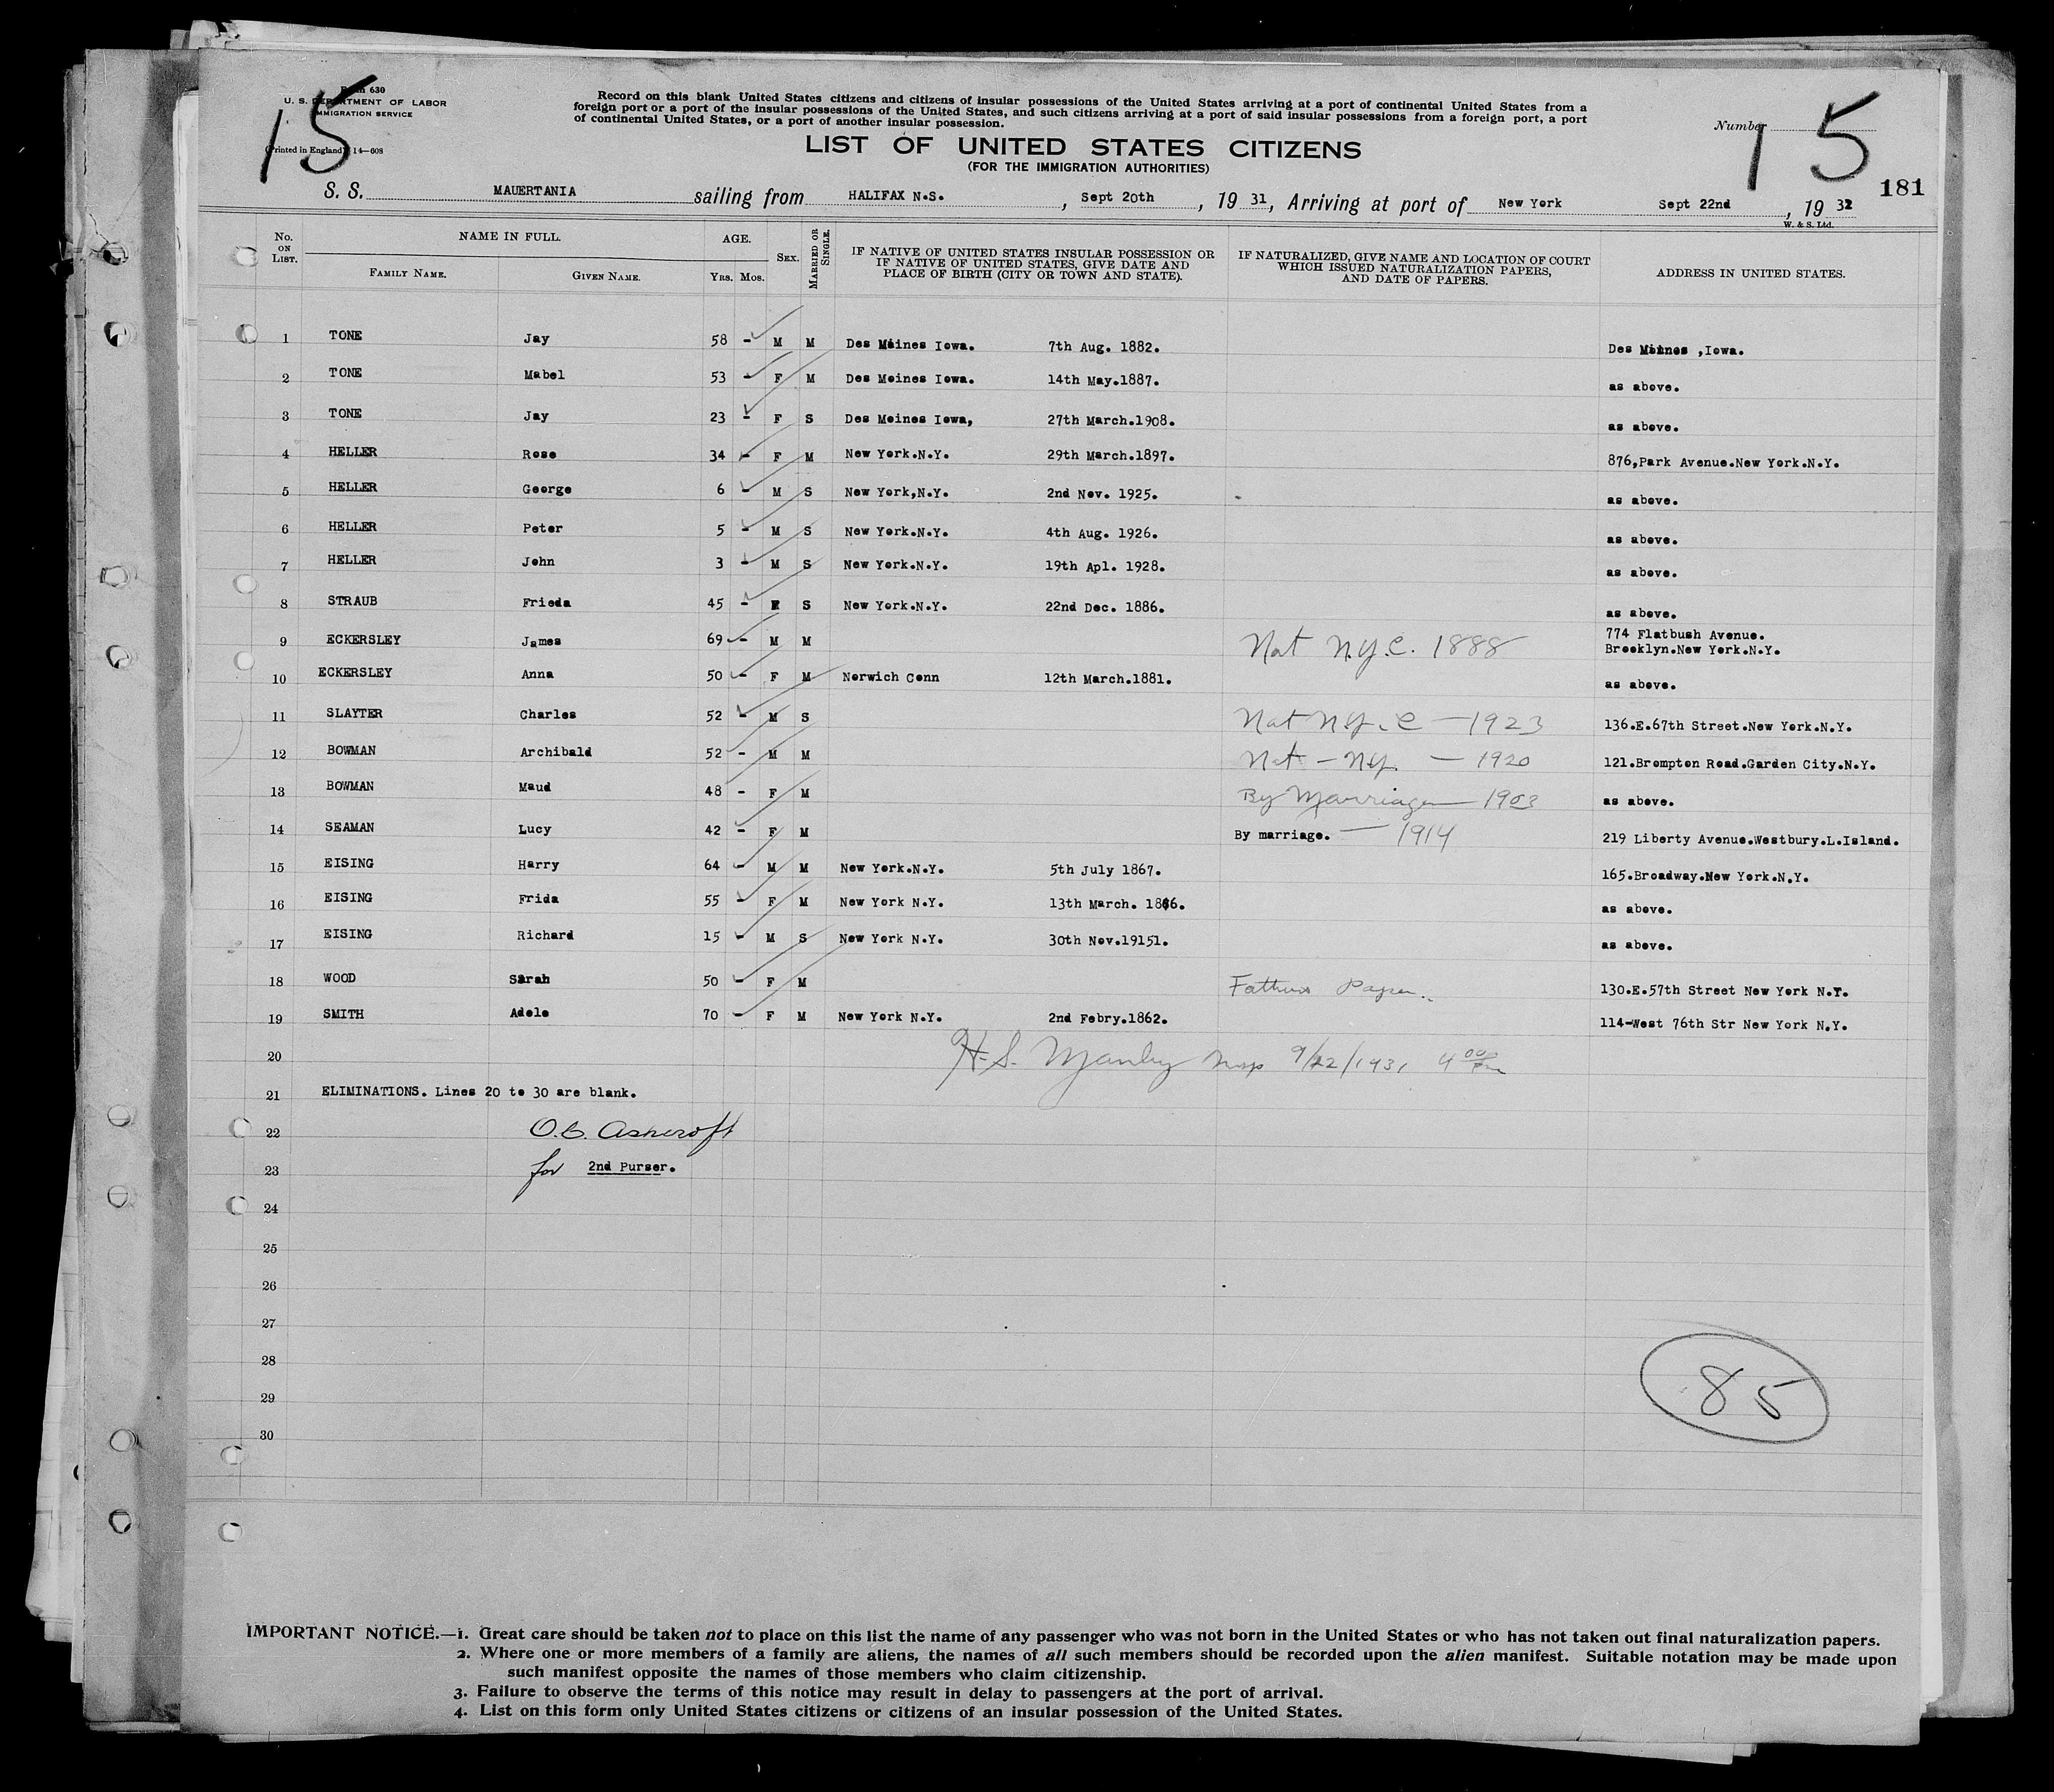 15
Form 630
U. S. DEPARTMENT OF LABOR
IMMIGRATION SERVICE
(Printed in England) 14—608
Record on this blank United States citizens and citizens of insular possessions of the United States arriving at a port of continental United States from a
foreign port or a port of the insular possessions of the United States, and such citizens arriving at a port of said insular possessions from a foreign port, a port
of continental United States, or a port of another insular possession.
Number 15
LIST OF UNITED STATES CITIZENS
(FOR THE IMMIGRATION AUTHORITIES)
181
S. S. MAUERTANIA sailing from HALIFAX N.S. , Sept 20th , 19 31, Arriving at port of New York Sept 22nd , 19 32
W. & S. Ltd.
No. ON LIST. NAME IN FULL. FAMILY NAME. GIVEN NAME. AGE. YRS. MOS. SEX. MARRIED OR SINGLE. IF NATIVE OF UNITED STATES INSULAR POSSESSION OR IF NATIVE OF UNITED STATES, GIVE DATE AND PLACE OF BIRTH (CITY OR TOWN AND STATE). IF NATURALIZED, GIVE NAME AND LOCATION OF COURT WHICH ISSUED NATURALIZATION PAPERS, AND DATE OF PAPERS. ADDRESS IN UNITED STATES.
1 TONE Jay 58 - M M Des Moines Iowa. 7th Aug. 1882. Des Moines ,Iowa.
2 TONE Mabel 53 - F M Des Moines Iowa. 14th May.1887. as above.
3 TONE Jay 23 - F S Des Moines Iowa, 27th March.1908. as above.
4 HELLER Rose 34 - F M New York.N.Y. 29th March.1897. 876,Park Avenue.New York.N.Y.
5 HELLER George 6 - M S New York,N.Y. 2nd Nov. 1925. as above.
6 HELLER Peter 5 - M S New York.N.Y. 4th Aug. 1926. as above.
7 HELLER John 3 - M S New York.N.Y. 19th Apl. 1928. as above.
8 STRAUB Frieda 45 - F S New York.N.Y. 22nd Dec. 1886. as above.
9 ECKERSLEY James 69 - M M Nat N.Y.C. 1888 774 Flatbush Avenue.
Brooklyn.New York.N.Y.
10 ECKERSLEY Anna 50 - F M Norwich Conn 12th March.1881. as above.
11 SLAYTER Charles 52 - M S Nat N.Y.C — 1923 136.E.67th Street.New York.N.Y.
12 BOWMAN Archibald 52 - M M Nat — N.Y. — 1920 121.Brompton Road.Garden City.N.Y.
13 BOWMAN Maud 48 - F M By Marriage — 1903 as above.
14 SEAMAN Lucy 42 - F M By marriage. — 1914 219 Liberty Avenue.Westbury.L.Island.
15 EISING Harry 64 - M M New York.N.Y. 5th July 1867. 165.Broadway.New York.N.Y.
16 EISING Frida 55 - F M New York N.Y. 13th March. 1866. as above.
17 EISING Richard 15 - M S New York N.Y. 30th Nov.19151. as above.
18 WOOD Sarah 50 - F M Fathers Paper.. 130.E.57th Street New York N.Y.
19 SMITH Adele 70 - F M New York N.Y. 2nd Febry.1862. 114-West 76th Str New York N.Y.
20 H.S. Manby Insp 9/22/1931 4 00 Pm
21 ELIMINATIONS. Lines 20 to 30 are blank.
22 O.B. Ashcroft
23 for 2nd Purser.
24
25
26
27
28
29
30
85
IMPORTANT NOTICE.—1. Great care should be taken not to place on this list the name of any passenger who was not born in the United States or who has not taken out final naturalization papers.
2. Where one or more members of a family are aliens, the names of all such members should be recorded upon the alien manifest. Suitable notation may be made upon
such manifest opposite the names of those members who claim citizenship.
3. Failure to observe the terms of this notice may result in delay to passengers at the port of arrival.
4. List on this form only United States citizens or citizens of an insular possession of the United States.